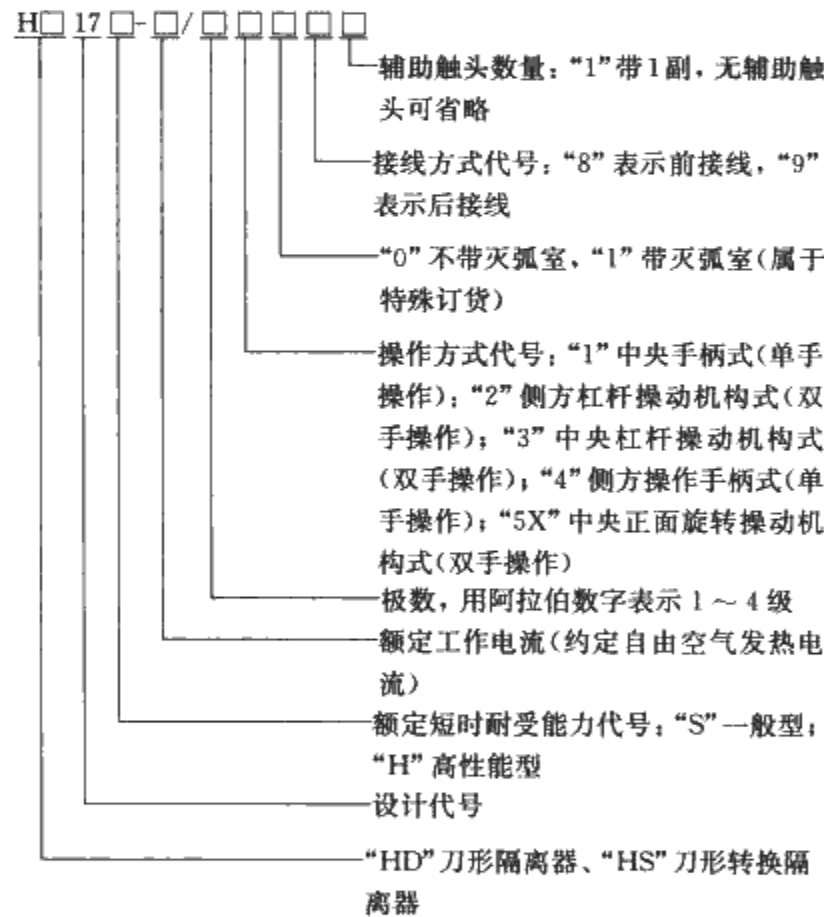 H□ 17 □-□/□ □ □ □ □
辅助触头数量:“1”带1副,无辅助触
头可省略
接线方式代号:“8”表示前接线,“9”
表示后接线
“0”不带灭弧室、“1”带灭弧室(属于
特殊订货)
操作方式代号:“1”中央手柄式(单手
操作);“2”侧方杠杆操动机构式(双
手操作);“3”中央杠杆操动机构式
(双手操作);“4”侧方操作手柄式(单
手操作);“5X”中央正面旋转操动机
构式(双手操作)
极数,用阿拉伯数字表示 1～4 级
额定工作电流(约定自由空气发热电
流)
额定短时耐受能力代号:“S”一般型;
“H”高性能型
设计代号
“HD”刀形隔离器、“HS”刀形转换隔
离器